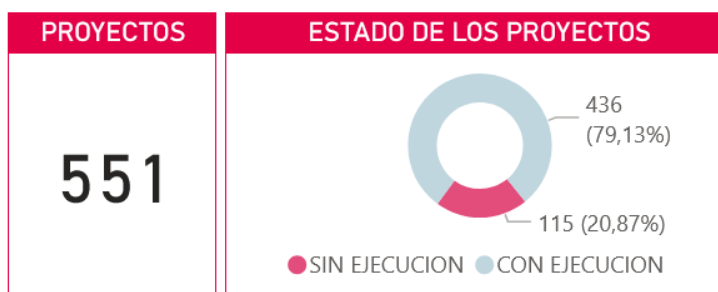 PROYECTOS
551
ESTADO DE LOS PROYECTOS
436
(79,13%)
115 (20,87%)
SIN EJECUCION CON EJECUCION